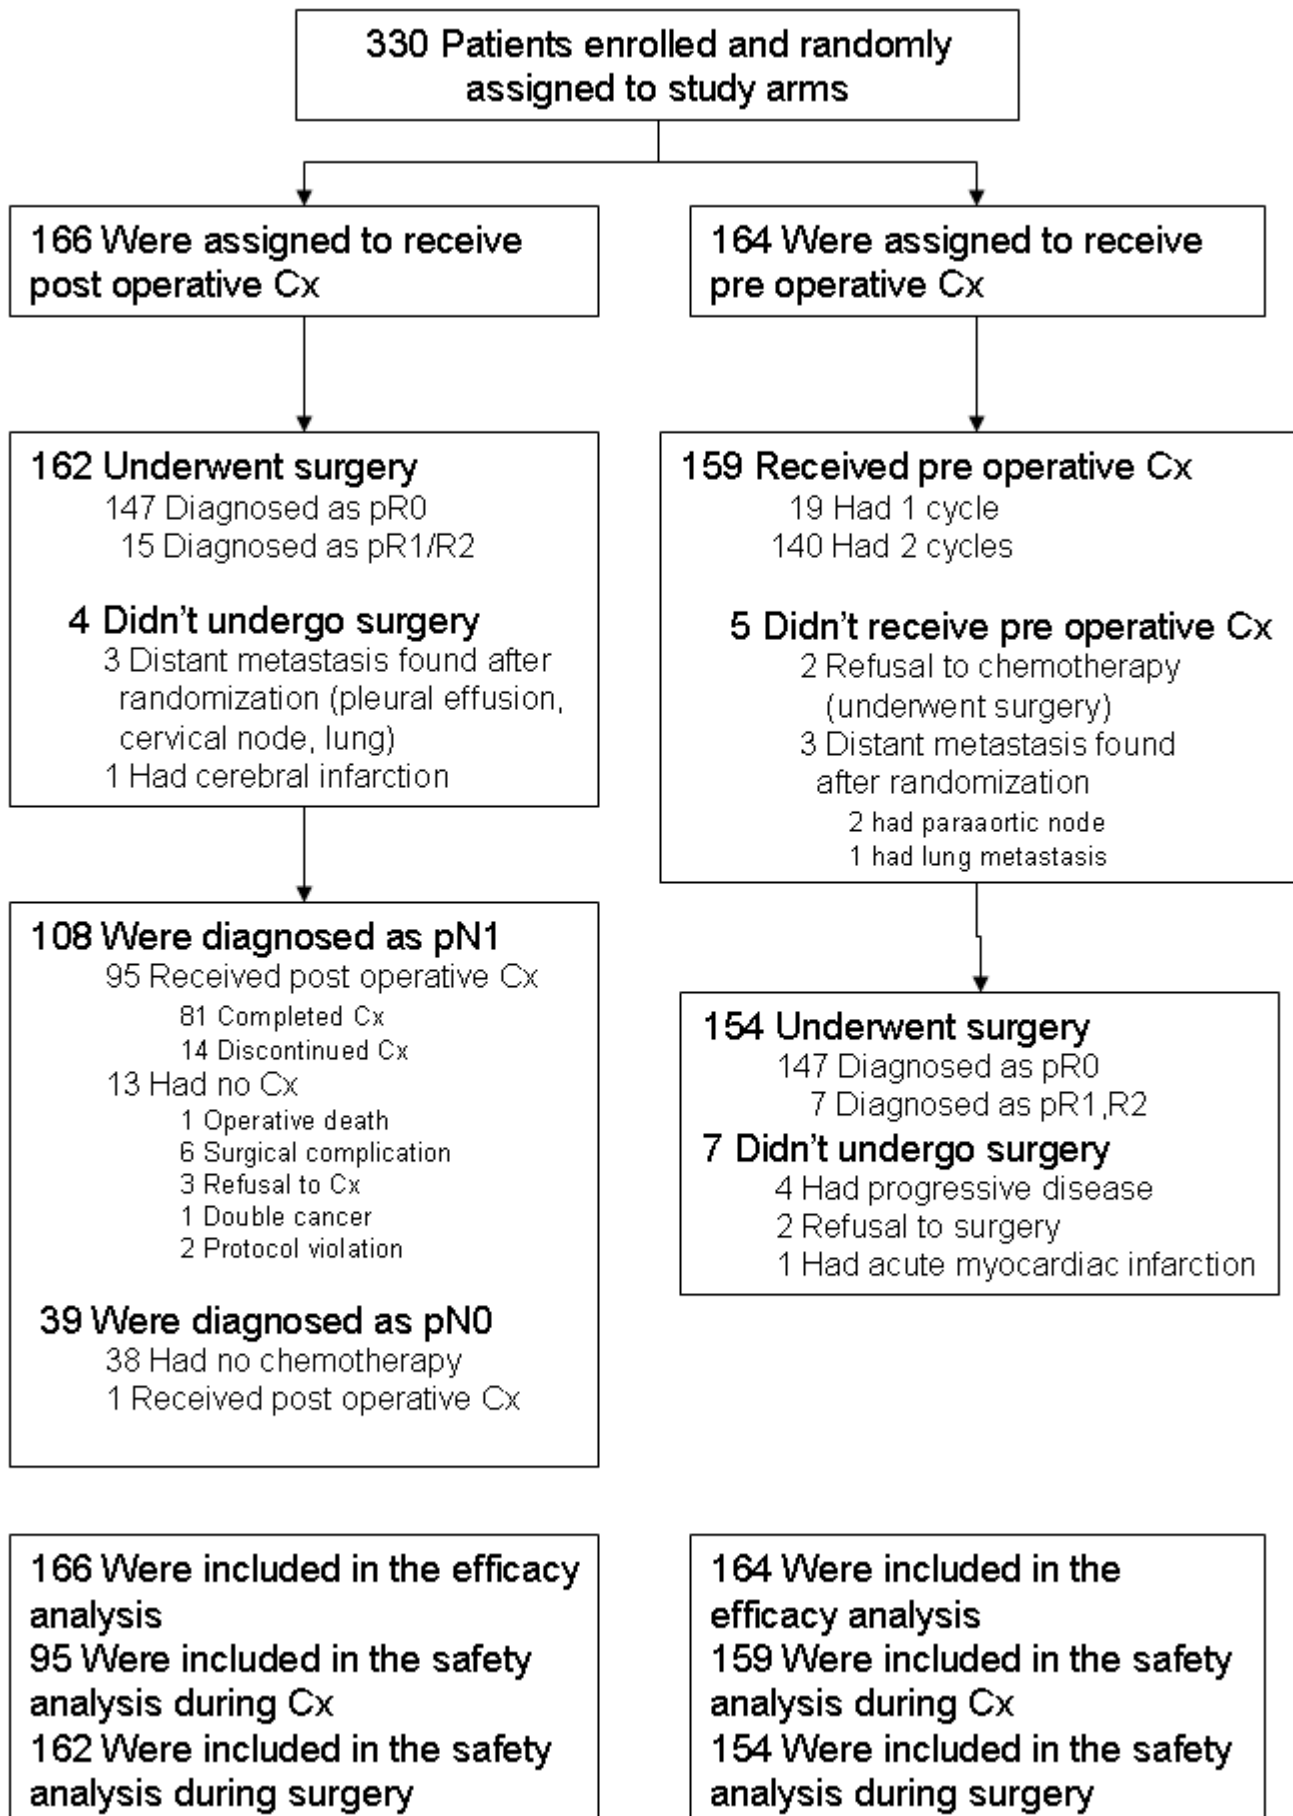 330 Patients enrolled and randomly
assigned to study arms
166 Were assigned to receive
post operative Cx
164 Were assigned to receive
pre operative Cx
162 Underwent surgery
147 Diagnosed as pR0
15 Diagnosed as pR1/R2
4 Didn't undergo surgery
3 Distant metastasis found after
randomization (pleural effusion,
cervical node, lung)
1 Had cerebral infarction
159 Received pre operative Cx
19 Had 1 cycle
140 Had 2 cycles
5 Didn't receive pre operative Cx
2 Refusal to chemotherapy
(underwent surgery)
3 Distant metastasis found
after randomization
2 had paraaortic node
1 had lung metastasis
108 Were diagnosed as pN1
95 Received post operative Cx
81 Completed Cx
14 Discontinued Cx
13 Had no Cx
1 Operative death
6 Surgical complication
3 Refusal to Cx
1 Double cancer
2 Protocol violation
39 Were diagnosed as pN0
38 Had no chemotherapy
1 Received post operative Cx
154 Underwent surgery
147 Diagnosed as pR0
7 Diagnosed as pR1,R2
7 Didn't undergo surgery
4 Had progressive disease
2 Refusal to surgery
1 Had acute myocardiac infarction
166 Were included in the efficacy
analysis
95 Were included in the safety
analysis during Cx
162 Were included in the safety
analysis during surgery
164 Were included in the
efficacy analysis
159 Were included in the safety
analysis during Cx
154 Were included in the safety
analysis during surgery